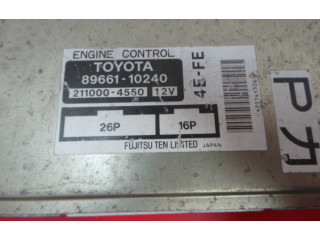 ENGINE CONTROL
TOYOTA
89661-10240
211000-4550 12V
4E-FE
26P 16P
FUJITSU TEN LIMITED JAPAN
P